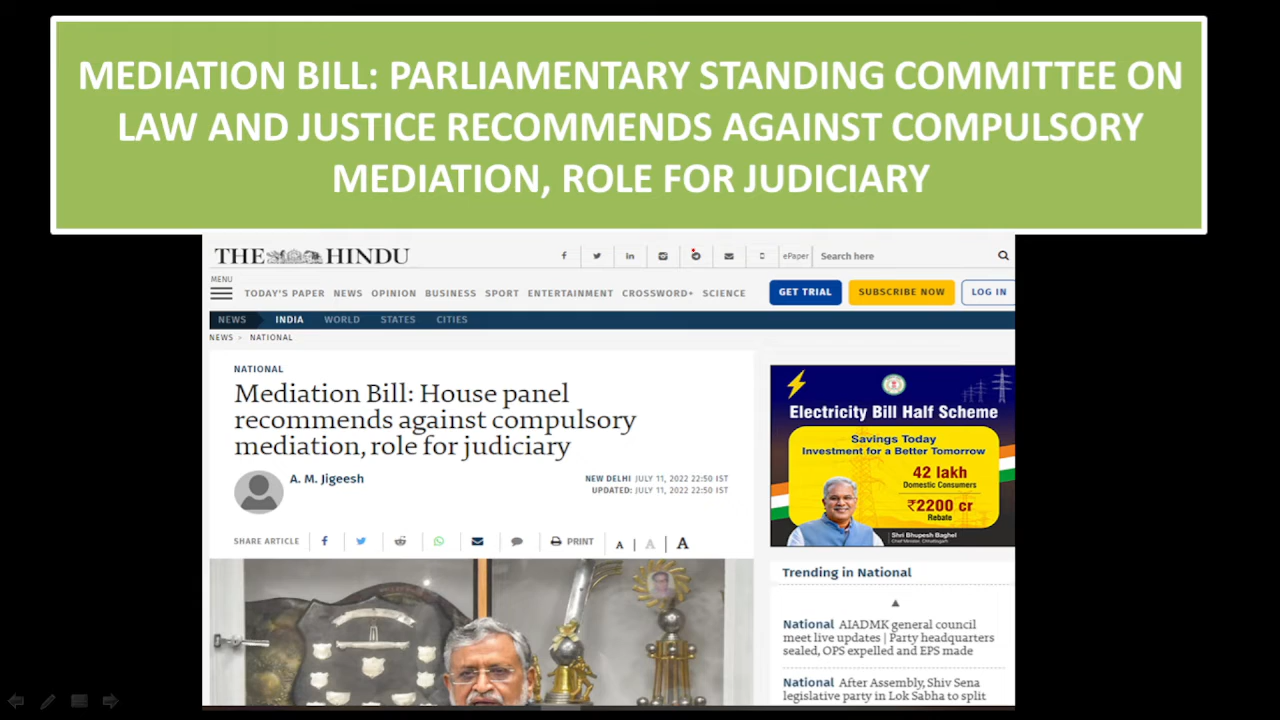 MEDIATION BILL: PARLIAMENTARY STANDING COMMITTEE ON
LAW AND JUSTICE RECOMMENDS AGAINST COMPULSORY
MEDIATION, ROLE FOR JUDICIARY
THE HINDU
ePaper
Search here
MENU
TODAY'S PAPER NEWS OPINION BUSINESS SPORT ENTERTAINMENT CROSSWORD+ SCIENCE
GET TRIAL
SUBSCRIBE NOW
LOG IN
NEWS INDIA WORLD STATES CITIES
NEWS > NATIONAL
NATIONAL
Mediation Bill: House panel
recommends against compulsory
mediation, role for judiciary
A. M. Jigeesh
NEW DELHI JULY 11, 2022 22:50 IST
UPDATED: JULY 11, 2022 22:50 IST
SHARE ARTICLE
PRINT
A | A | A
Electricity Bill Half Scheme
Savings Today
Investment for a Better Tomorrow
42 lakh
Domestic Consumers
₹2200 cr
Rebate
Shri Bhupesh Baghel
Chief Minister, Chhattisgarh
Trending in National
National AIADMK general council
meet live updates | Party headquarters
sealed, OPS expelled and EPS made
National After Assembly, Shiv Sena
legislative party in Lok Sabha to split